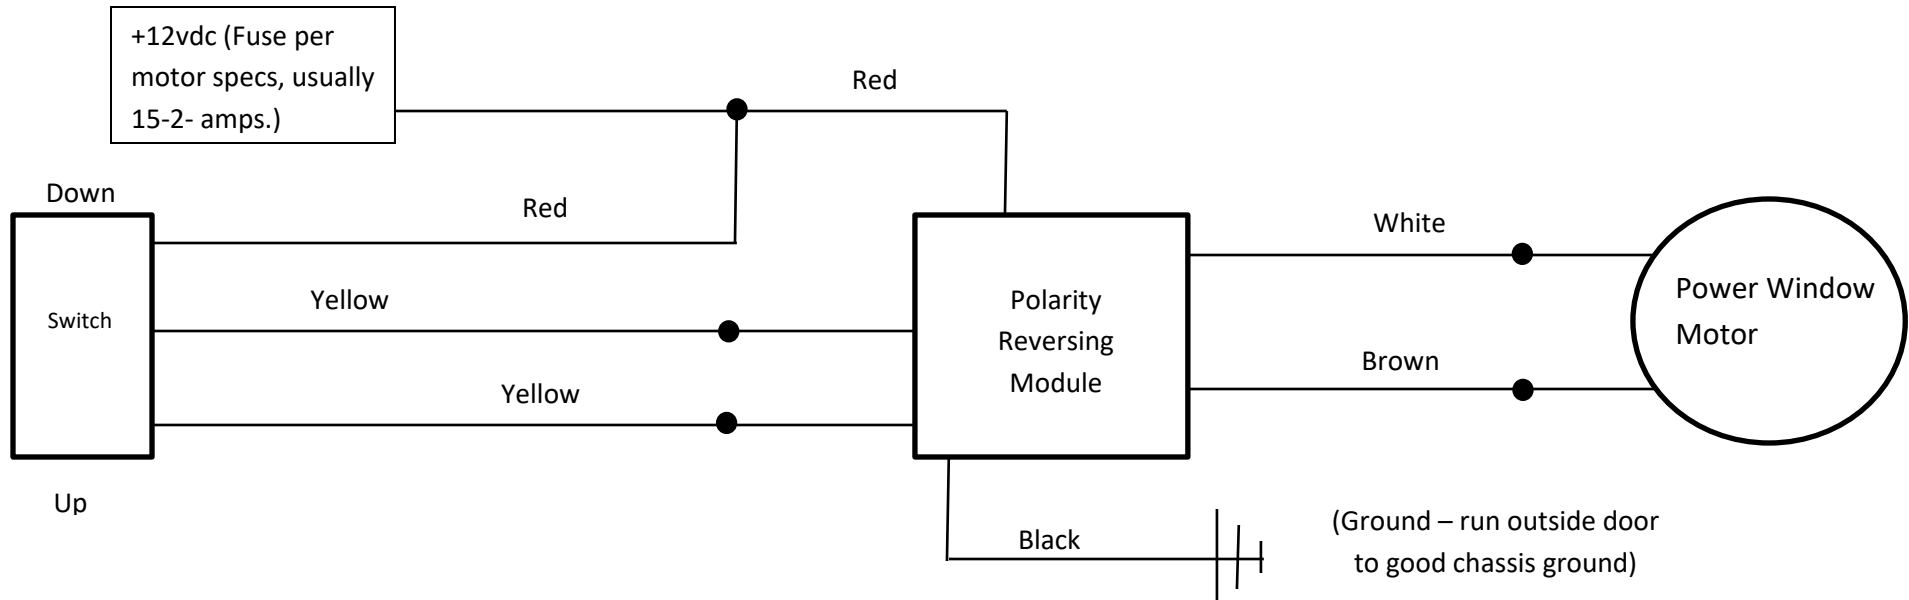 +12vdc (Fuse per
motor specs, usually
15-2- amps.)
Red
Down
Red
White
Switch
Yellow
Polarity
Reversing
Module
Power Window
Motor
Yellow
Brown
Up
Black
(Ground – run outside door
to good chassis ground)